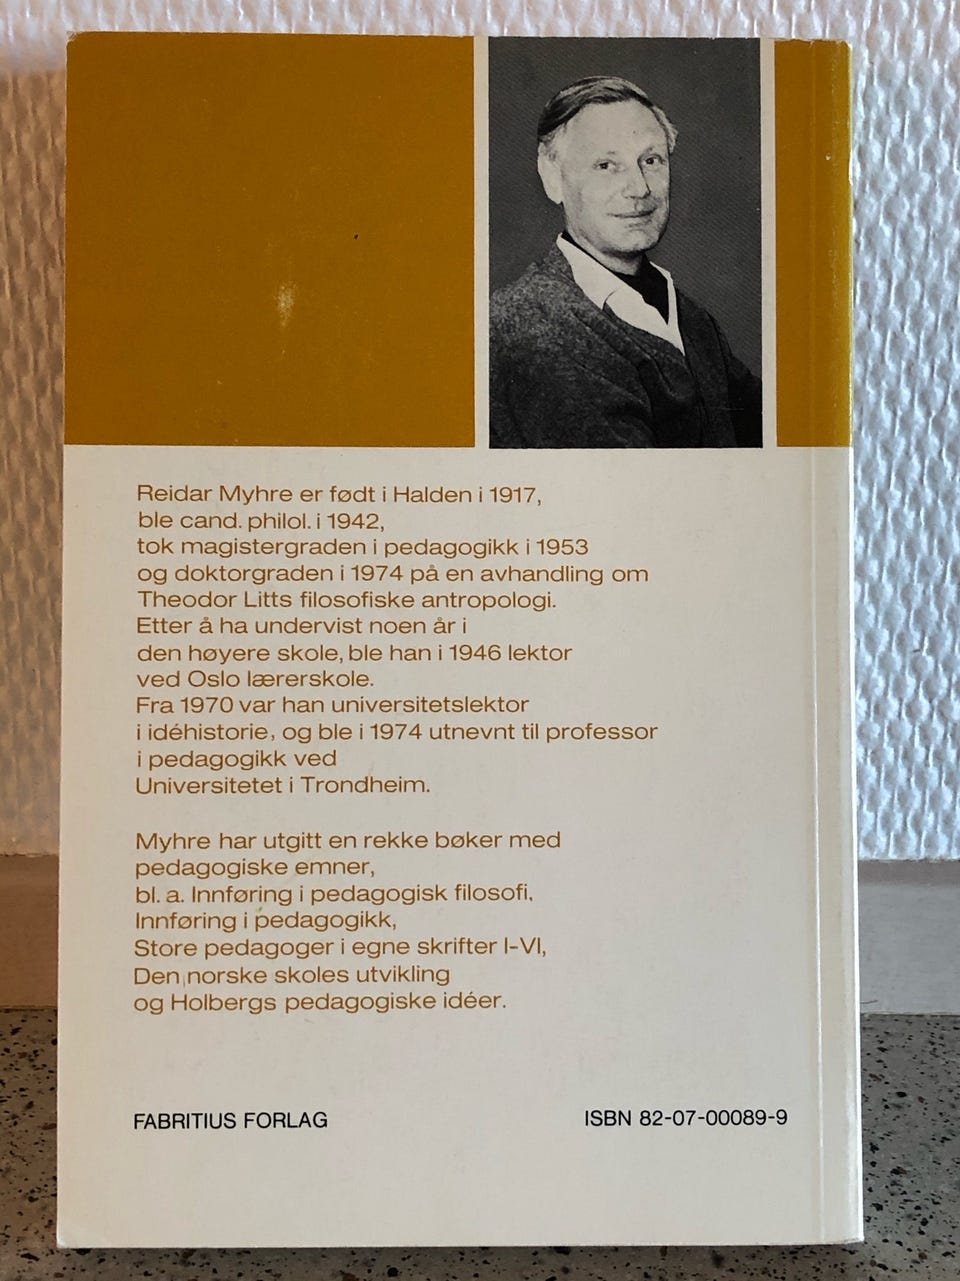 Reidar Myhre er født i Halden i 1917,
ble cand. philol. i 1942,
tok magistergraden i pedagogikk i 1953
og doktorgraden i 1974 på en avhandling om
Theodor Litts filosofiske antropologi.
Etter å ha undervist noen år i
den høyere skole, ble han i 1946 lektor
ved Oslo lærerskole.
Fra 1970 var han universitetslektor
i idéhistorie, og ble i 1974 utnevnt til professor
i pedagogikk ved
Universitetet i Trondheim.
Myhre har utgitt en rekke bøker med
pedagogiske emner,
bl. a. Innføring i pedagogisk filosofi,
Innføring i pedagogikk,
Store pedagoger i egne skrifter I-VI,
Den norske skoles utvikling
og Holbergs pedagogiske idéer.
FABRITIUS FORLAG
ISBN 82-07-00089-9